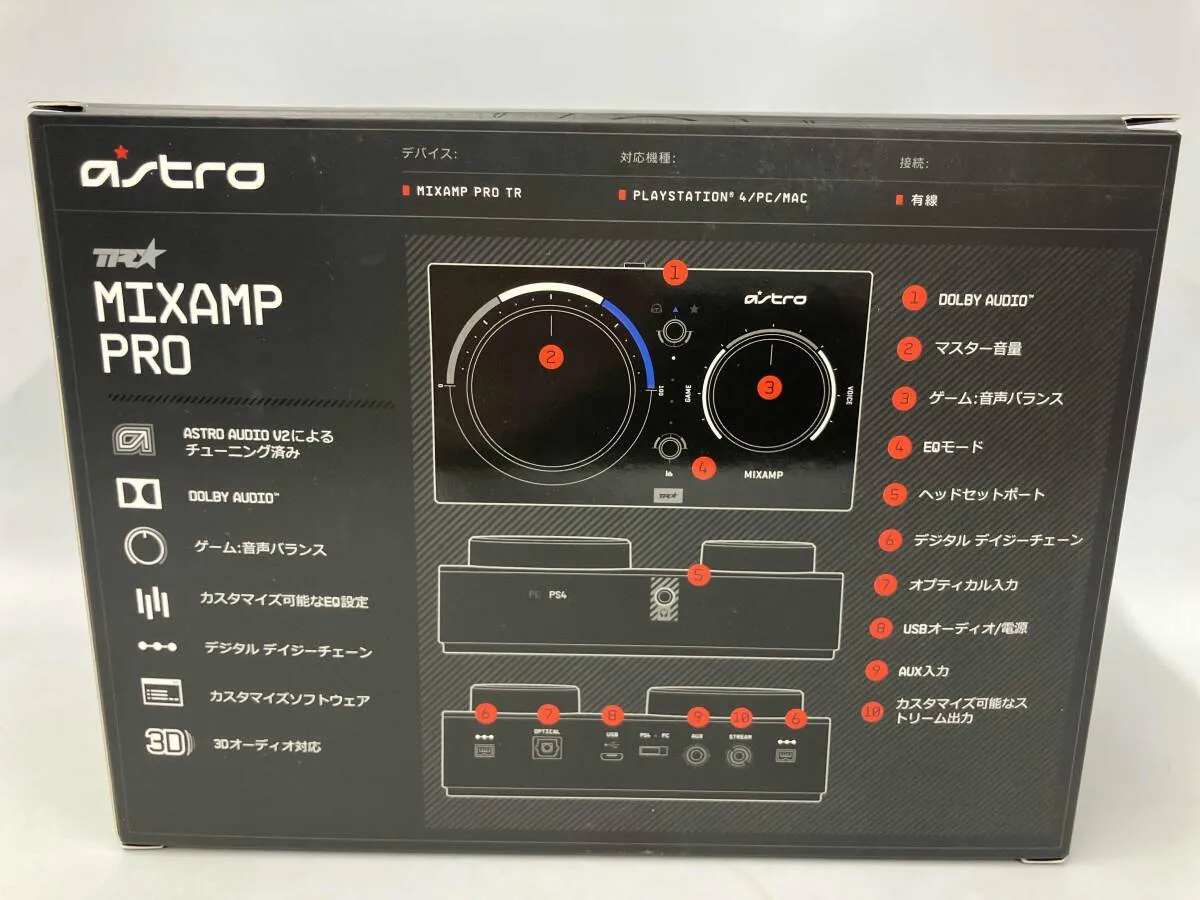 astro
デバイス:
MIXAMP PRO TR
対応機種:
PLAYSTATION® 4/PC/MAC
接続:
有線
TR
MIXAMP
PRO
ASTRO AUDIO V2による
チューニング済み
DOLBY AUDIO™
ゲーム:音声バランス
カスタマイズ可能なEQ設定
デジタル デイジーチェーン
カスタマイズソフトウェア
3D
3Dオーディオ対応
1
astro
2
3
0
100
GAME
VOICE
4
MIXAMP
TR
5
PC PS4
6 7 8 9 10 6
OPTICAL
USB
PS4 - PC
AUX
STREAM
1 DOLBY AUDIO™
2 マスター音量
3 ゲーム:音声バランス
4 EQモード
5 ヘッドセットポート
6 デジタル デイジーチェーン
7 オプティカル入力
8 USBオーディオ/電源
9 AUX入力
10 カスタマイズ可能なス
トリーム出力